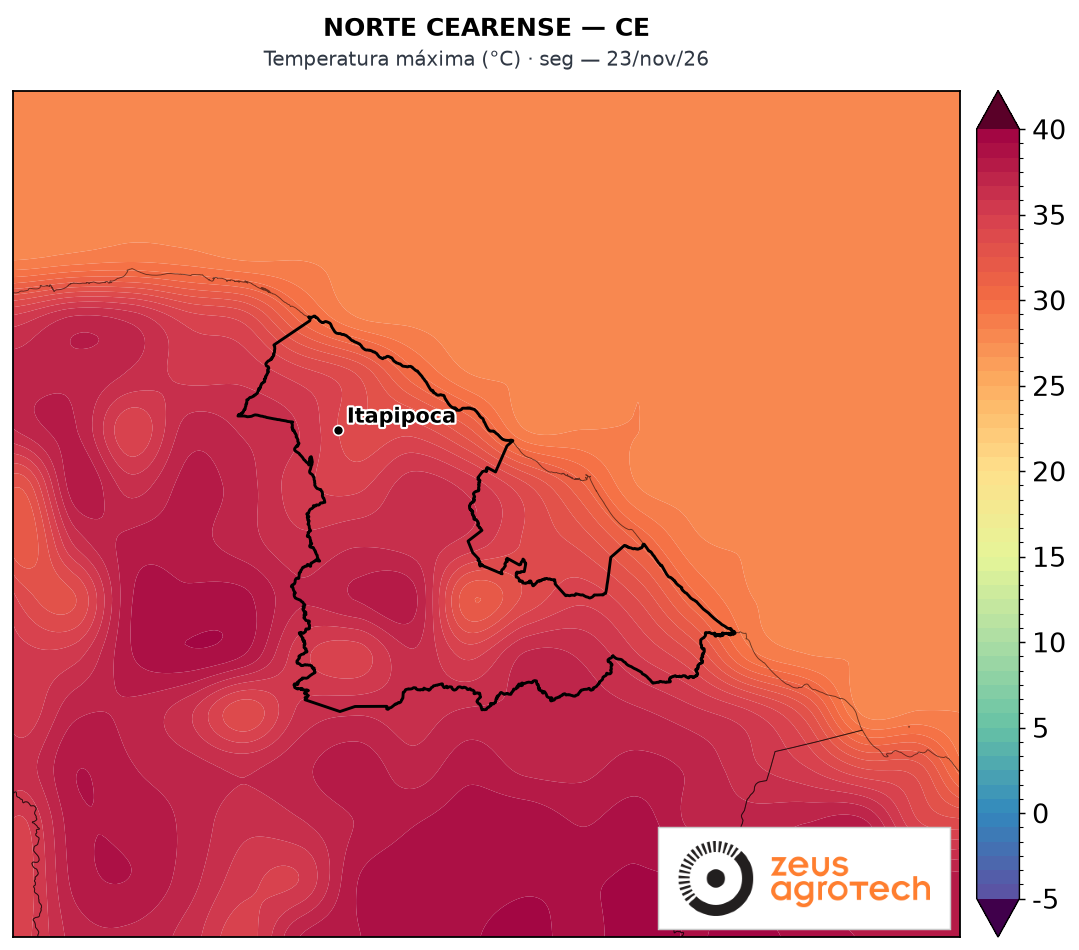 NORTE CEARENSE — CE
Temperatura máxima (°C) · seg — 23/nov/26
Itapipoca
40
35
30
25
20
15
10
5
0
-5
zeus
agrotech